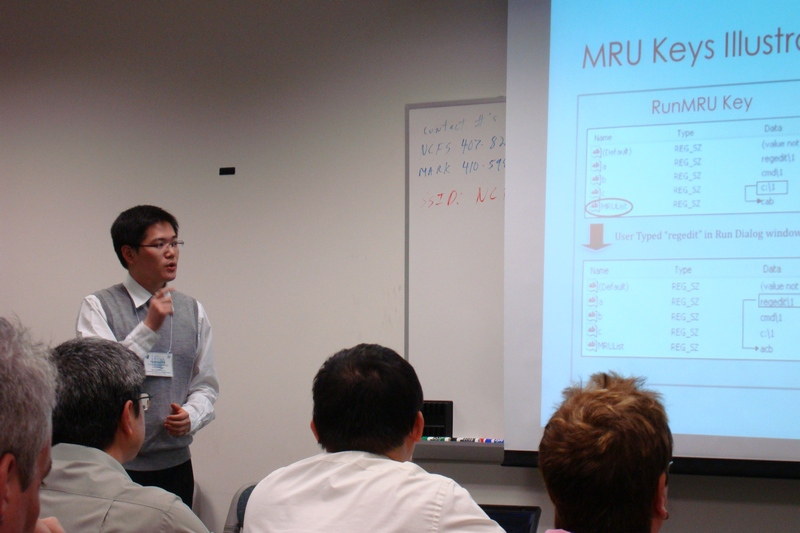 contact #'s
NCFS 407-82
MARK 410-59
SSID: NC
MRU Keys Illustra
RunMRU Key
Name Type Data
(Default) REG_SZ (value not
a REG_SZ regedit\1
b REG_SZ cmd\1
c REG_SZ c:\1
MRUList REG_SZ cab
User Typed "regedit" in Run Dialog window
Name Type Data
(Default) REG_SZ (value not
a REG_SZ regedit\1
b REG_SZ cmd\1
c REG_SZ c:\1
MRUList REG_SZ acb